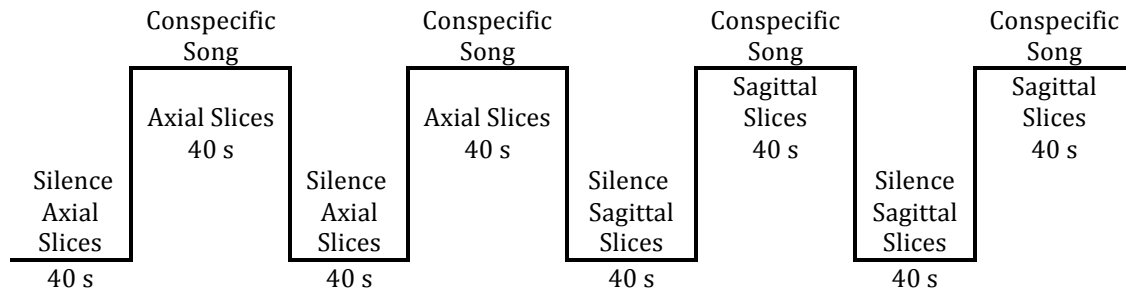 Conspecific
Song
Conspecific
Song
Conspecific
Song
Conspecific
Song
Axial Slices
40 s
Axial Slices
40 s
Sagittal
Slices
40 s
Sagittal
Slices
40 s
Silence
Axial
Slices
40 s
Silence
Axial
Slices
40 s
Silence
Sagittal
Slices
40 s
Silence
Sagittal
Slices
40 s